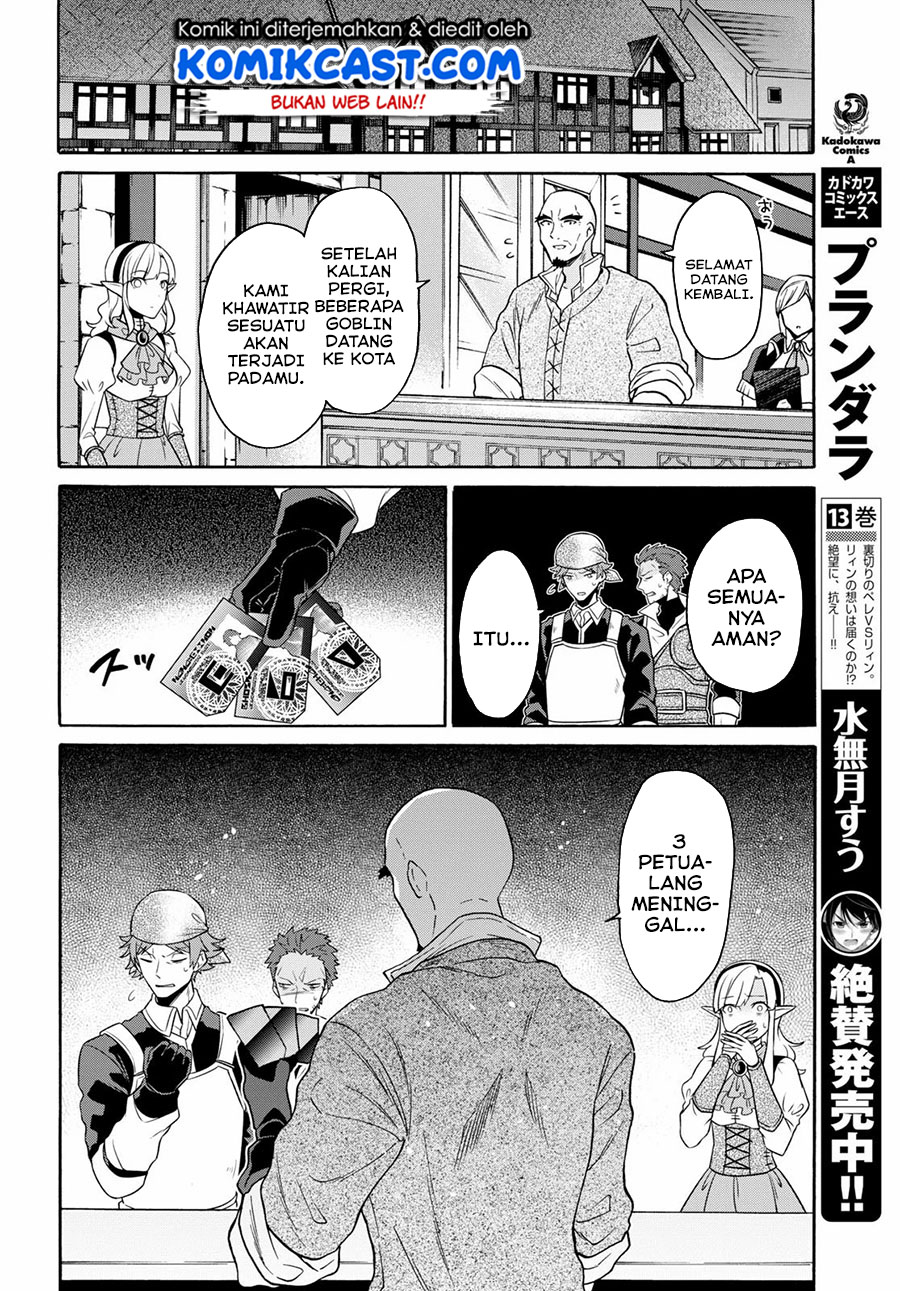 Komik ini diterjemahkan & diedit oleh
KOMIKCAST.COM
BUKAN WEB LAIN!!
おぅ
SELAMAT
DATANG
KEMBALI.
SETELAH
KALIAN
PERGI,
BEBERAPA
GOBLIN
DATANG
KE KOTA
KAMI
KHAWATIR
SESUATU
AKAN
TERJADI
PADAMU.
APA
SEMUA-
NYA
AMAN?
ITU...
スッ
3
PETUA-
LANG
MENING-
GAL...
Kadokawa
Comics
A
カドカワ
コミックス
エース
プランダラ
13巻
裏切りのペレVSリィン。
リィンの想いは届くのか!?
絶望に、抗え――!!
水無月すう
絶賛発売中!!